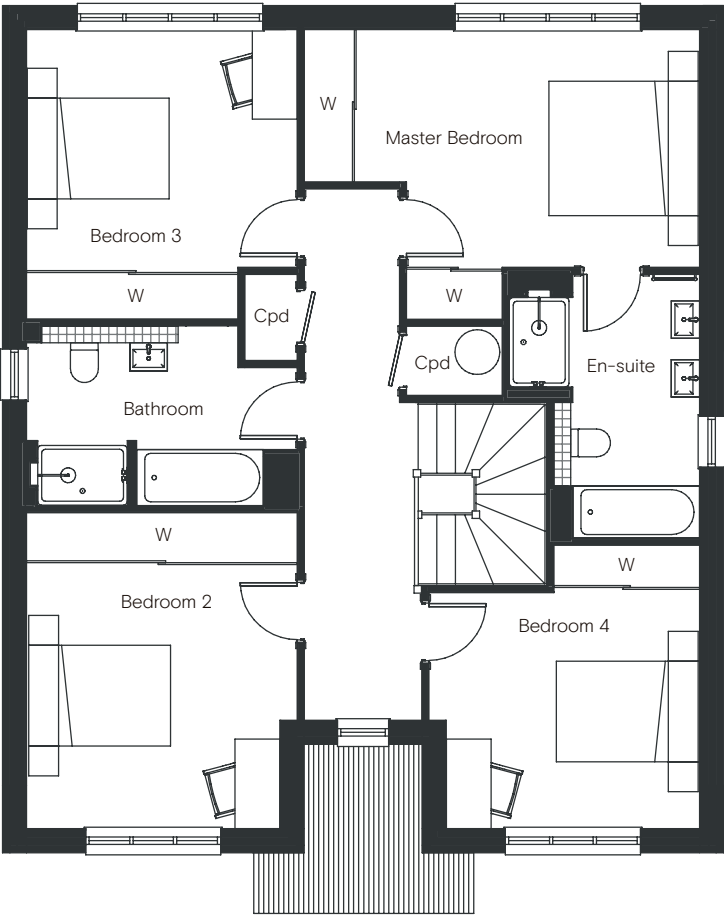 W
Master Bedroom
Bedroom 3
W
W
Cpd
Cpd
En-suite
Bathroom
W
W
Bedroom 2
Bedroom 4